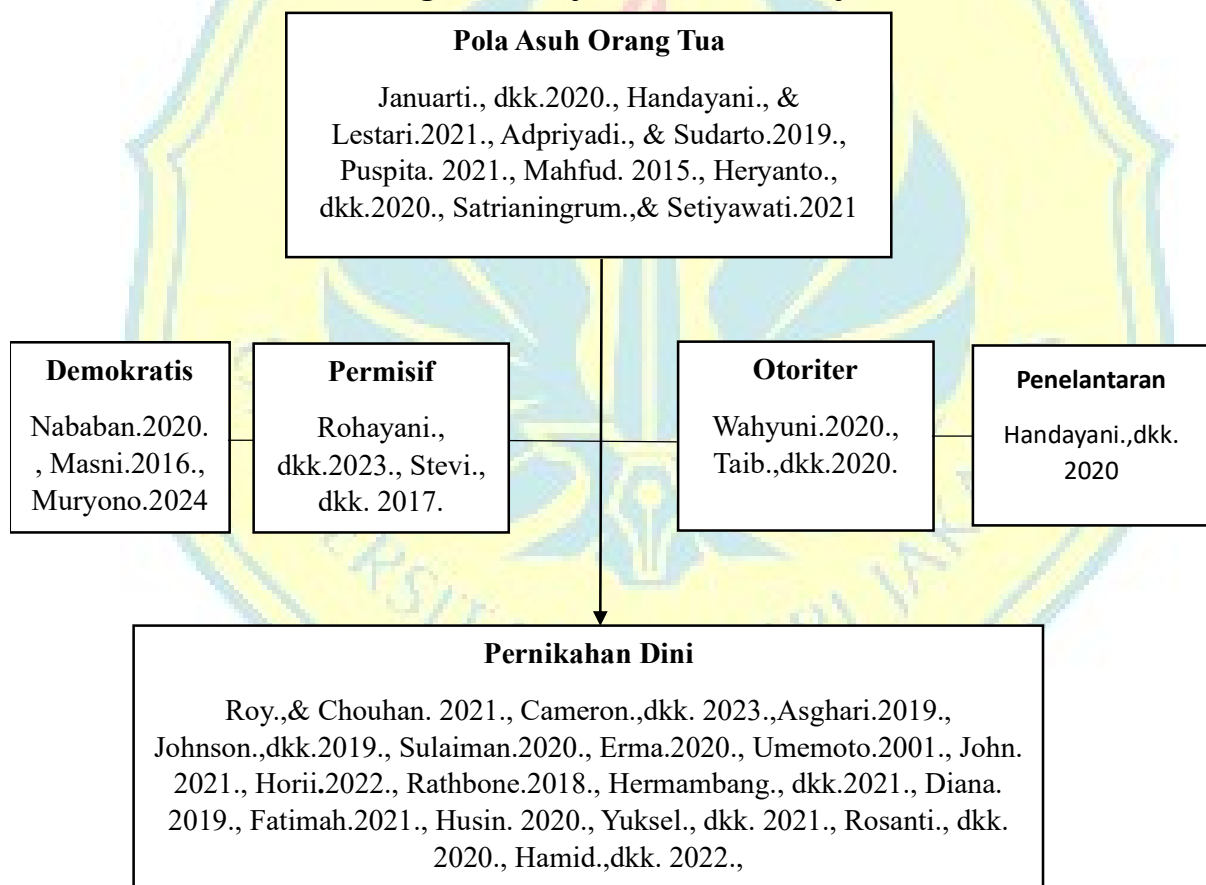 Pola Asuh Orang Tua
Januarti., dkk.2020., Handayani., &
Lestari.2021., Adpriyadi., & Sudarto.2019.,
Puspita. 2021., Mahfud. 2015., Heryanto.,
dkk.2020., Satrianingrum.,& Setiyawati.2021
Demokratis
Nababan.2020.
, Masni.2016.,
Muryono.2024
Permisif
Rohayani.,
dkk.2023., Stevi.,
dkk. 2017.
Otoriter
Wahyuni.2020.,
Taib.,dkk.2020.
Penelantaran
Handayani.,dkk.
2020
Pernikahan Dini
Roy.,& Chouhan. 2021., Cameron.,dkk. 2023.,Asghari.2019.,
Johnson.,dkk.2019., Sulaiman.2020., Erma.2020., Umemoto.2001., John.
2021., Horii.2022., Rathbone.2018., Hermambang., dkk.2021., Diana.
2019., Fatimah.2021., Husin. 2020., Yuksel., dkk. 2021., Rosanti., dkk.
2020., Hamid.,dkk. 2022.,